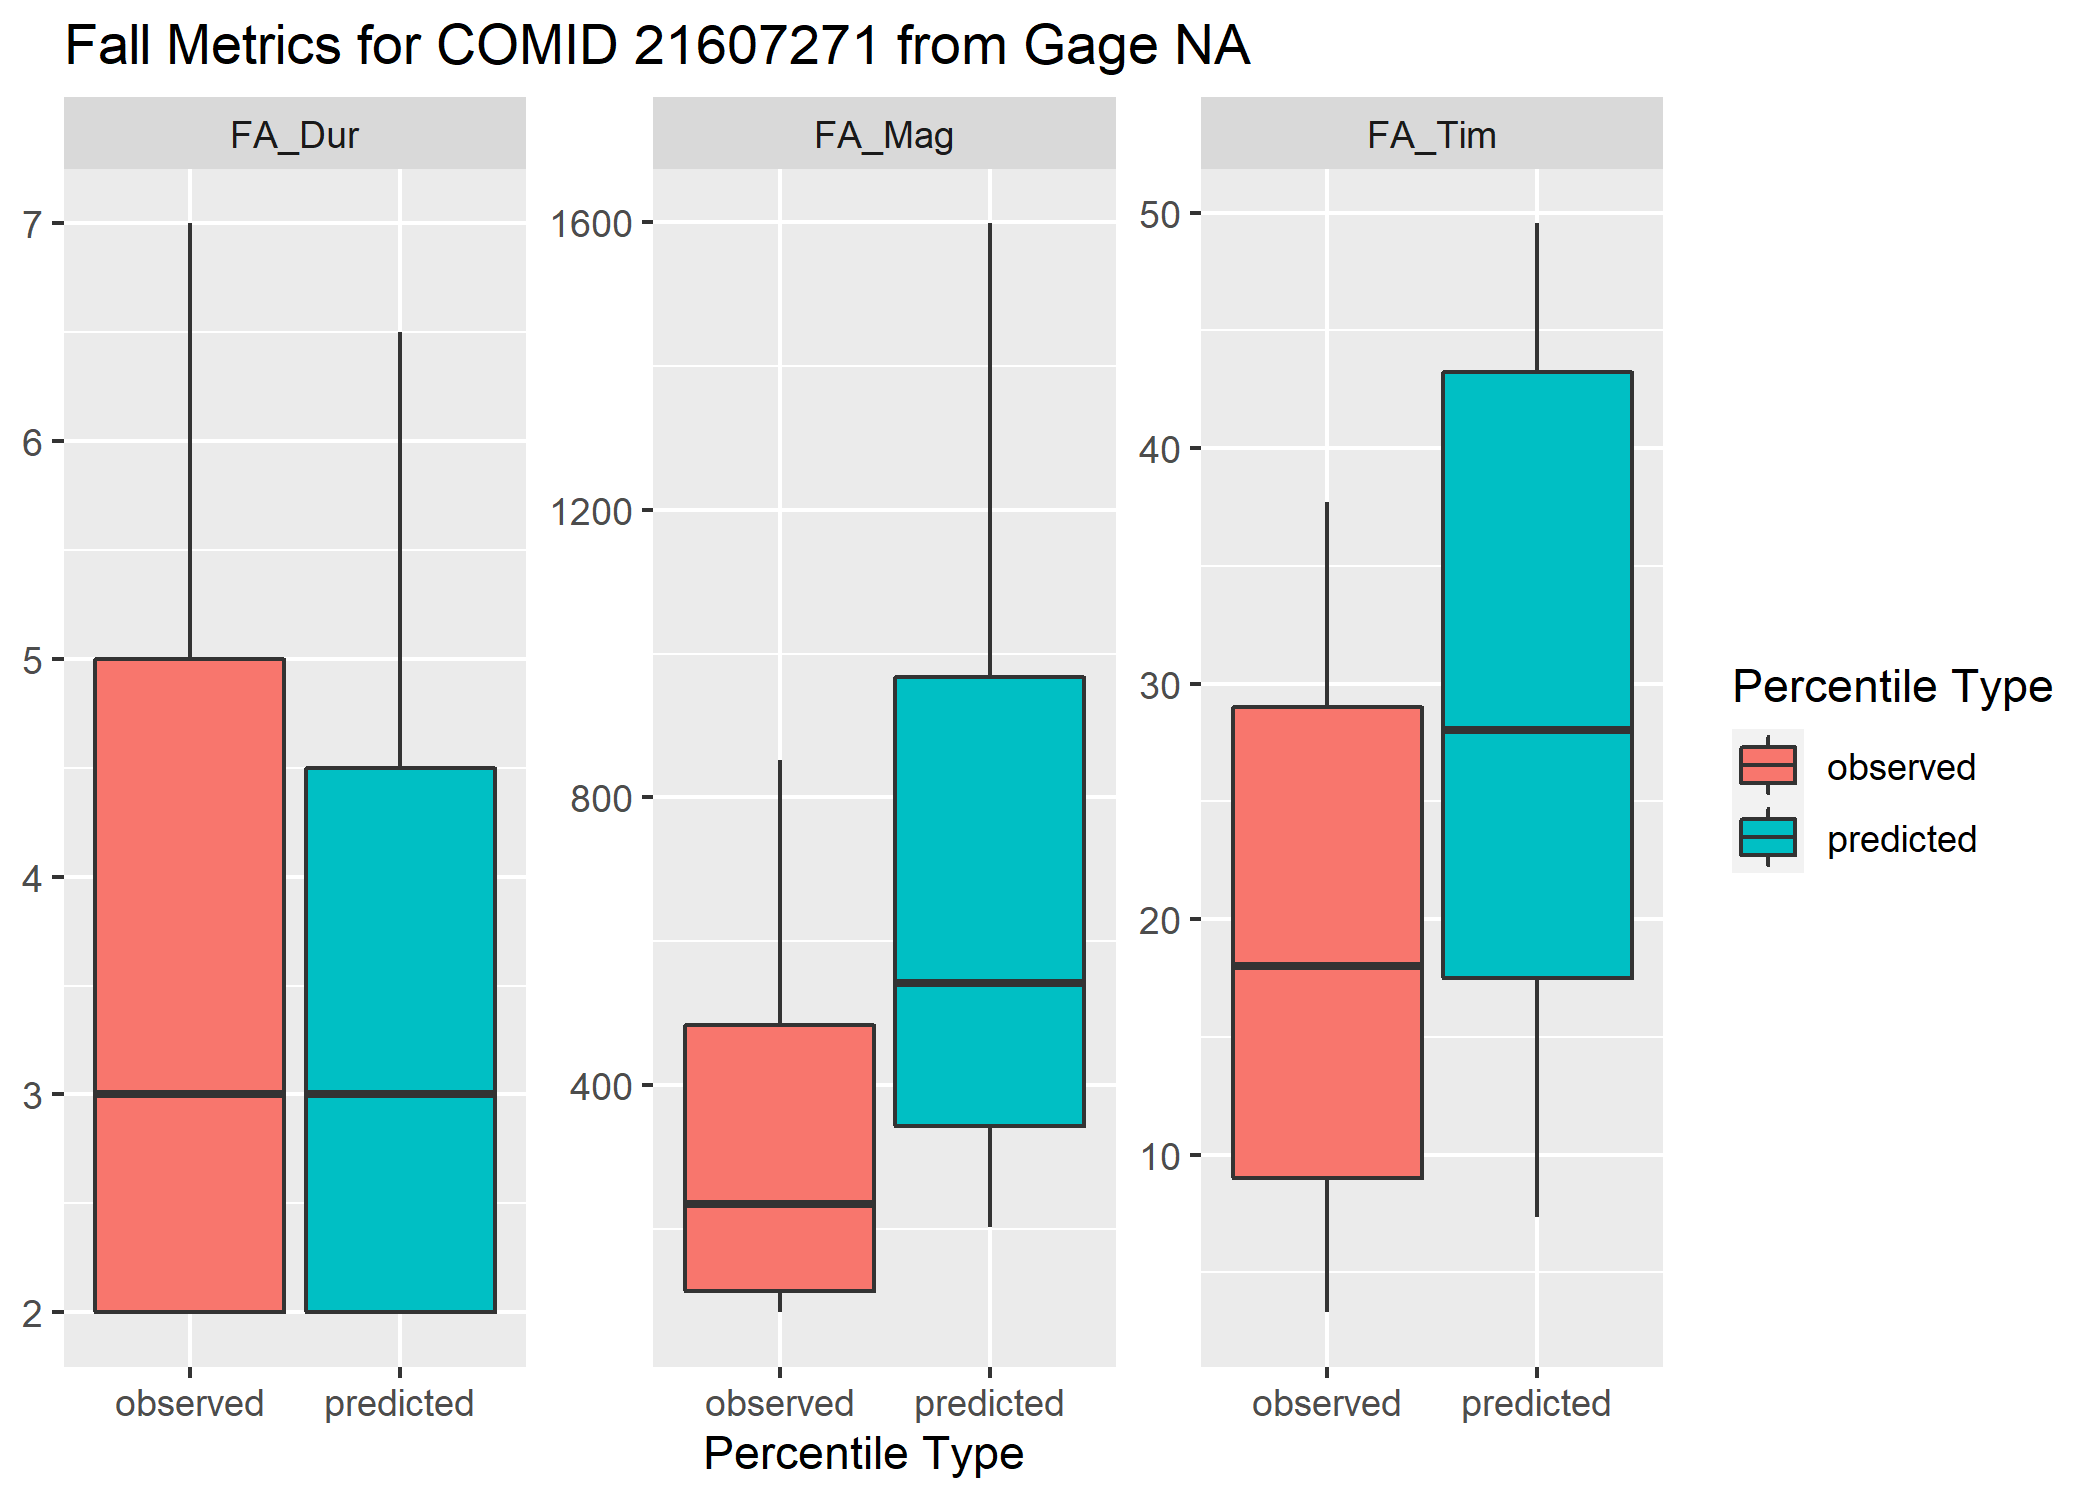 Fall Metrics for COMID 21607271 from Gage NA
FA_Dur
FA_Mag
FA_Tim
7
6
5
4
3
2
1600
1200
800
400
50
40
30
20
10
observed
predicted
observed
predicted
observed
predicted
Percentile Type
Percentile Type
observed
predicted